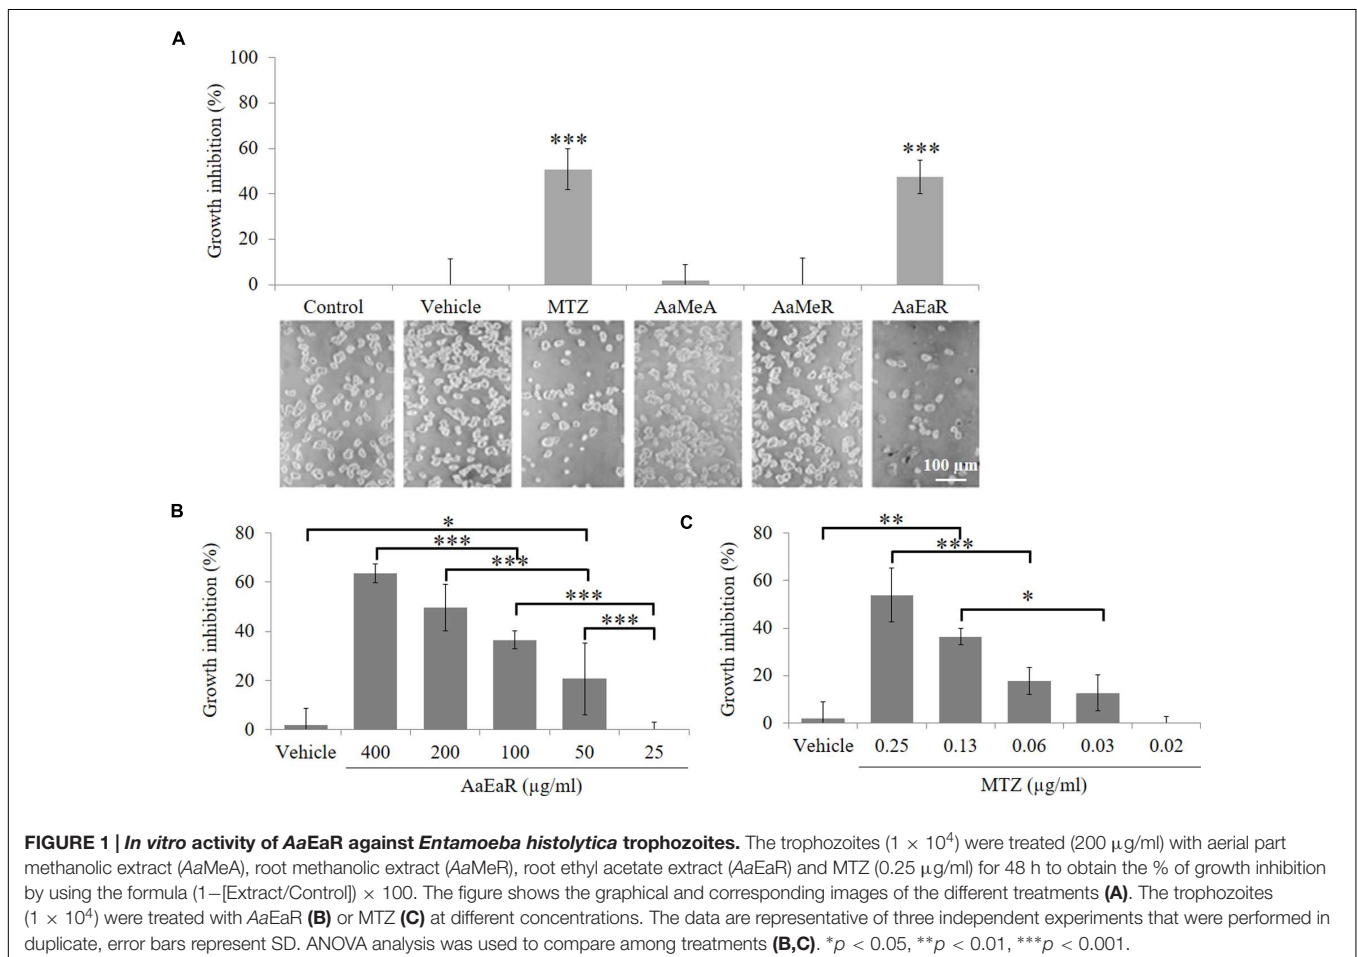 A
100
80
60
40
20
0
Growth inhibition (%)
***
***
Control Vehicle MTZ AaMeA AaMeR AaEaR
100 µm
B
80
60
40
20
0
Growth inhibition (%)
*
***
***
***
***
Vehicle 400 200 100 50 25
AaEaR (µg/ml)
C
80
60
40
20
0
Growth inhibition (%)
**
***
*
Vehicle 0.25 0.13 0.06 0.03 0.02
MTZ (µg/ml)
FIGURE 1 | In vitro activity of AaEaR against Entamoeba histolytica trophozoites. The trophozoites (1 × 10⁴) were treated (200 µg/ml) with aerial part
methanolic extract (AaMeA), root methanolic extract (AaMeR), root ethyl acetate extract (AaEaR) and MTZ (0.25 µg/ml) for 48 h to obtain the % of growth inhibition
by using the formula (1−[Extract/Control]) × 100. The figure shows the graphical and corresponding images of the different treatments (A). The trophozoites
(1 × 10⁴) were treated with AaEaR (B) or MTZ (C) at different concentrations. The data are representative of three independent experiments that were performed in
duplicate, error bars represent SD. ANOVA analysis was used to compare among treatments (B,C). *p < 0.05, **p < 0.01, ***p < 0.001.